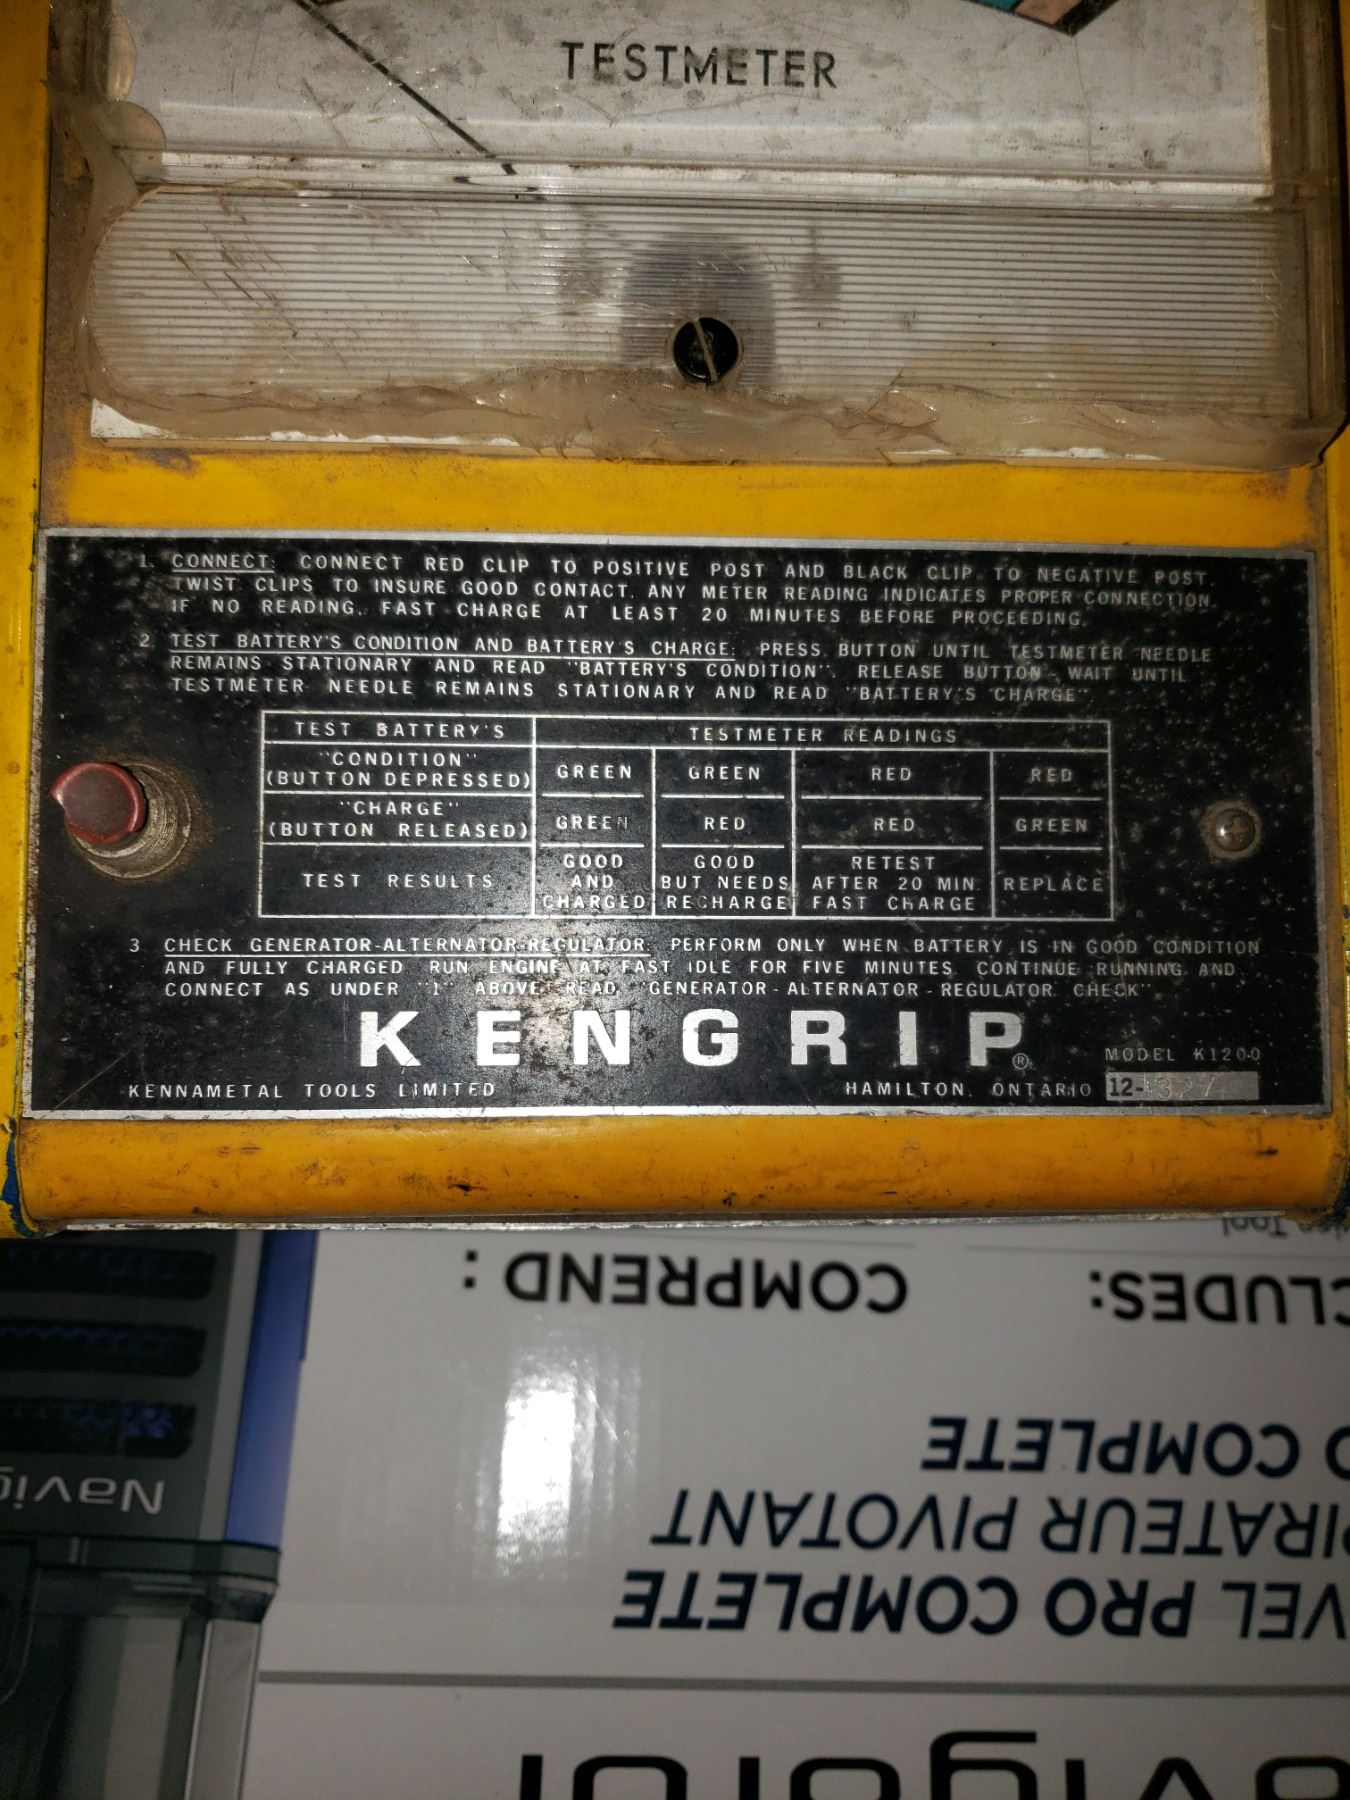 TESTMETER
1. CONNECT: CONNECT RED CLIP TO POSITIVE POST AND BLACK CLIP TO NEGATIVE POST.
TWIST CLIPS TO INSURE GOOD CONTACT. ANY METER READING INDICATES PROPER CONNECTION.
IF NO READING, FAST CHARGE AT LEAST 20 MINUTES BEFORE PROCEEDING.
2 TEST BATTERY'S CONDITION AND BATTERY'S CHARGE: PRESS BUTTON UNTIL TESTMETER NEEDLE
REMAINS STATIONARY AND READ "BATTERY'S CONDITION". RELEASE BUTTON, WAIT UNTIL
TESTMETER NEEDLE REMAINS STATIONARY AND READ "BATTERY'S CHARGE"
TEST BATTERY'S TESTMETER READINGS
"CONDITION"
(BUTTON DEPRESSED) GREEN GREEN RED RED
"CHARGE"
(BUTTON RELEASED) GREEN RED RED GREEN
TEST RESULTS
GOOD
AND
CHARGED
GOOD
BUT NEEDS
RECHARGE
RETEST
AFTER 20 MIN.
FAST CHARGE
REPLACE
3 CHECK GENERATOR-ALTERNATOR-REGULATOR: PERFORM ONLY WHEN BATTERY IS IN GOOD CONDITION
AND FULLY CHARGED RUN ENGINE AT FAST IDLE FOR FIVE MINUTES. CONTINUE RUNNING AND
CONNECT AS UNDER "1" ABOVE. READ "GENERATOR-ALTERNATOR-REGULATOR CHECK".
KENGRIP®
MODEL K1200
KENNAMETAL TOOLS LIMITED HAMILTON, ONTARIO 12-
Tool
COMPREND :
CLUDES:
O COMPLETE
PIRATEUR PIVOTANT
VEL PRO COMPLETE
Navig
avigator